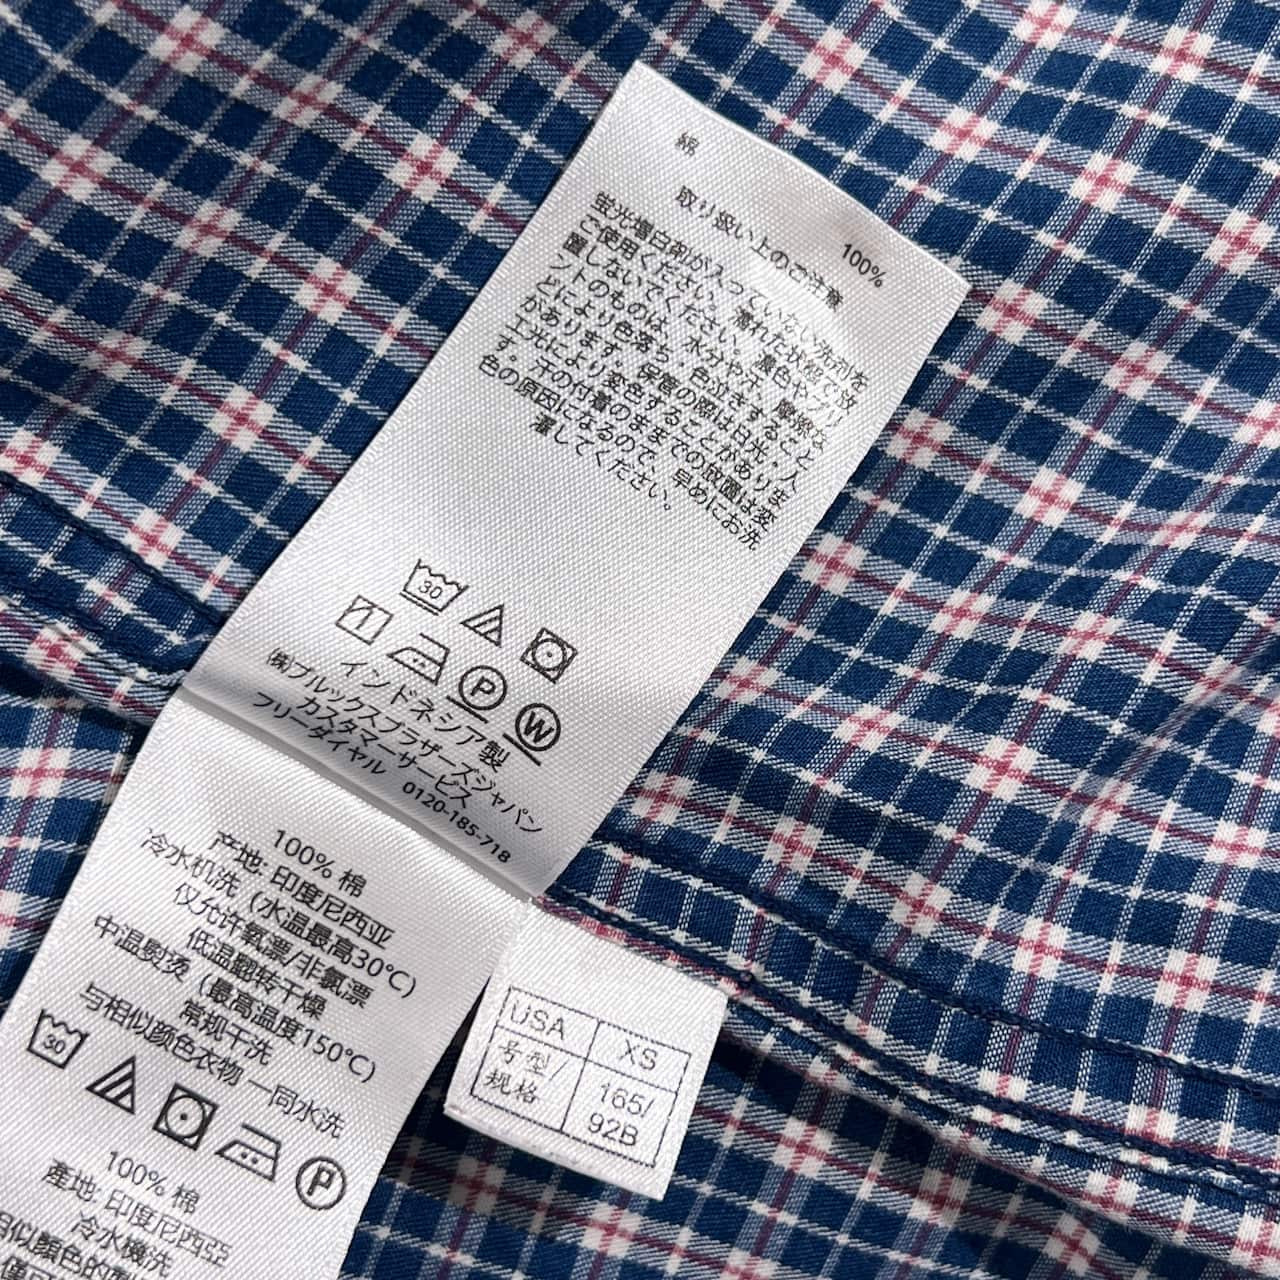 綿
100%
取り扱い上のご注意
蛍光増白剤が入っていない洗剤を
ご使用ください。濡れた状態で放
置しないでください。濃色やプリ
ントのものは、水分や汗、摩擦な
どにより色落ち・色泣きすること
があります。保管の際は日光・人
工光により変色することがありま
す。汗の付着のままでの放置は変
色の原因になるので、早めにお洗
濯してください。
30
P
W
インドネシア製
(株)ブルックスブラザーズジャパン
カスタマーサービス
フリーダイヤル 0120-185-718
100% 棉
产地: 印度尼西亚
冷水机洗 (水温最高30℃)
仅允许氧漂/非氯漂
低温翻转干燥
中温熨烫 (最高温度150℃)
常规干洗
与相似颜色衣物 一同水洗
30
P
100% 棉
產地: 印度尼西亞
冷水機洗
相似顏色的
USA
XS
号型/
规格
165/
92B